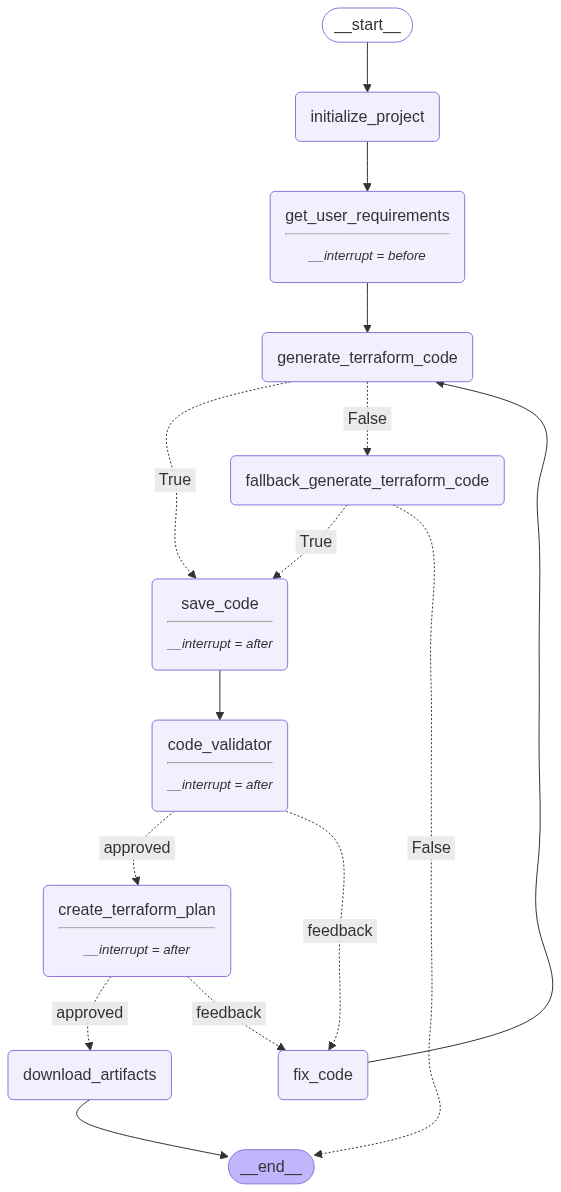 __start__
initialize_project
get_user_requirements
__interrupt = before
generate_terraform_code
False
True
fallback_generate_terraform_code
True
save_code
__interrupt = after
code_validator
__interrupt = after
approved
False
create_terraform_plan
__interrupt = after
feedback
approved
feedback
download_artifacts
fix_code
__end__